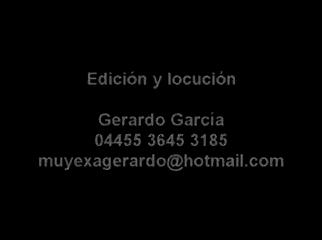 Edición y locución
Gerardo García
04455 3645 3185
muyexagerardo@hotmail.com